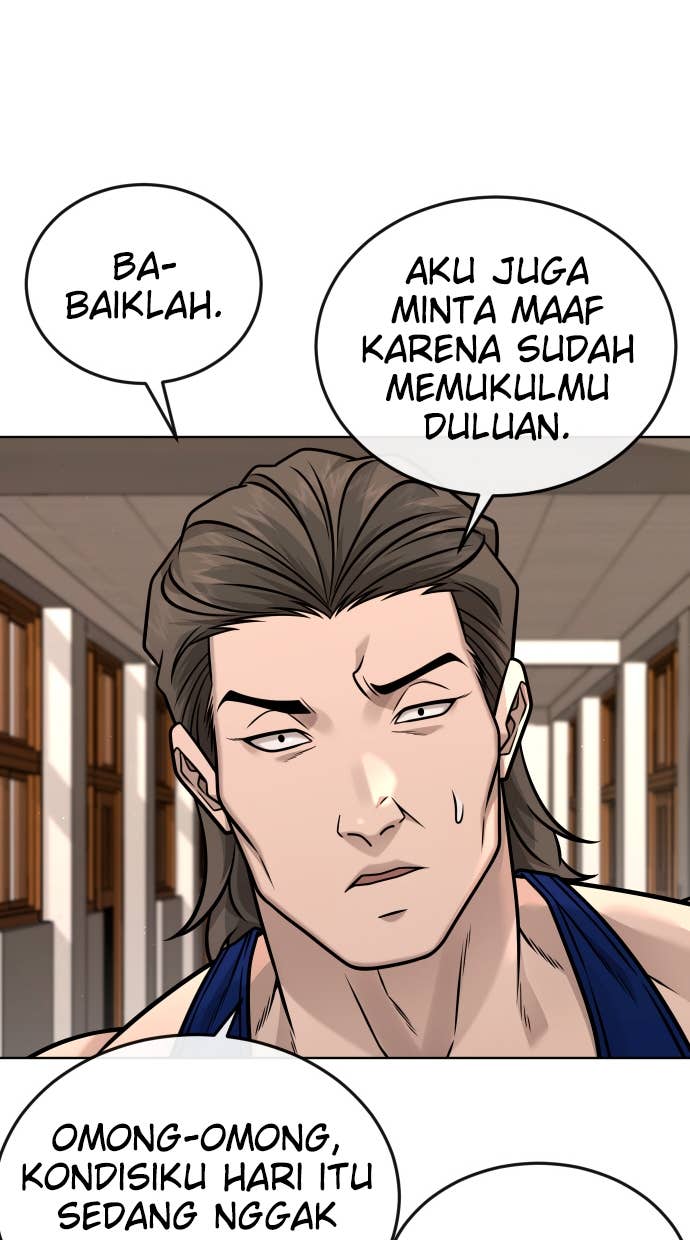 BA-
BAIKLAH.
AKU JUGA
MINTA MAAF
KARENA SUDAH
MEMUKULMU
DULUAN.
OMONG-OMONG,
KONDISIKU HARI ITU
SEDANG NGGAK